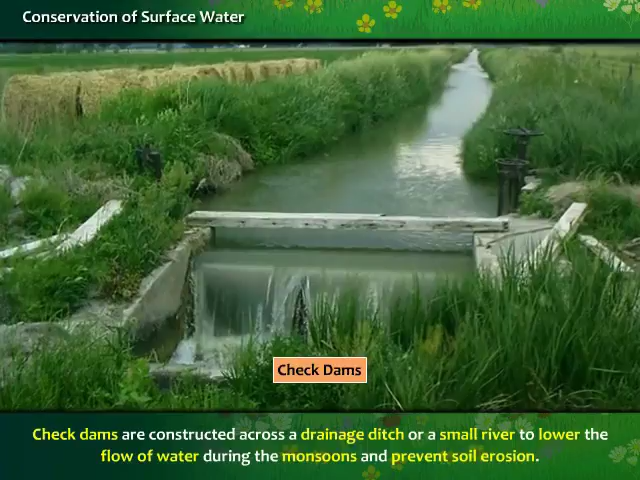 Conservation of Surface Water
Check Dams
Check dams are constructed across a drainage ditch or a small river to lower the
flow of water during the monsoons and prevent soil erosion.